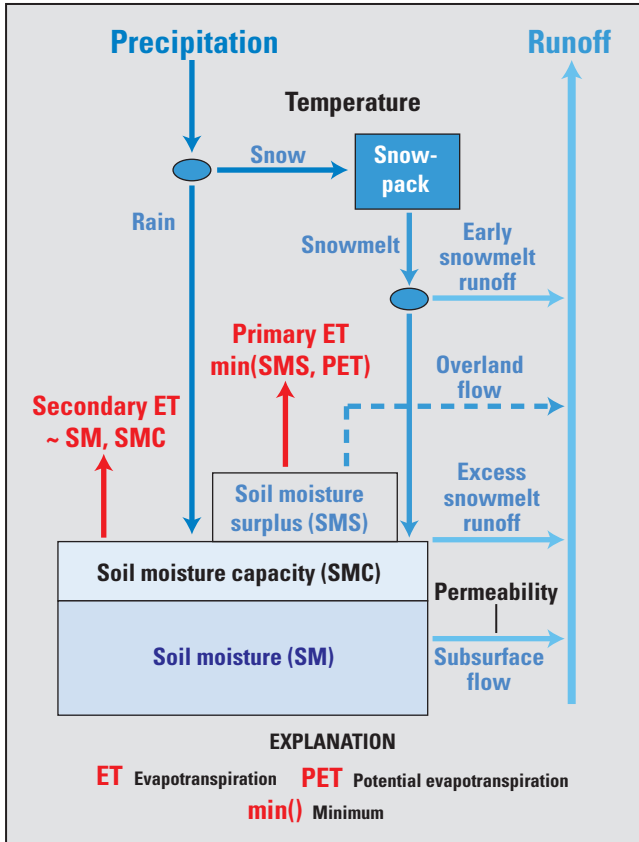 Precipitation
Runoff
Temperature
Snow
Snow-
pack
Rain
Snowmelt
Early
snowmelt
runoff
Primary ET
min(SMS, PET)
Overland
flow
Secondary ET
~ SM, SMC
Soil moisture
surplus (SMS)
Excess
snowmelt
runoff
Soil moisture capacity (SMC)
Permeability
Soil moisture (SM)
Subsurface
flow
EXPLANATION
ET Evapotranspiration PET Potential evapotranspiration
min() Minimum